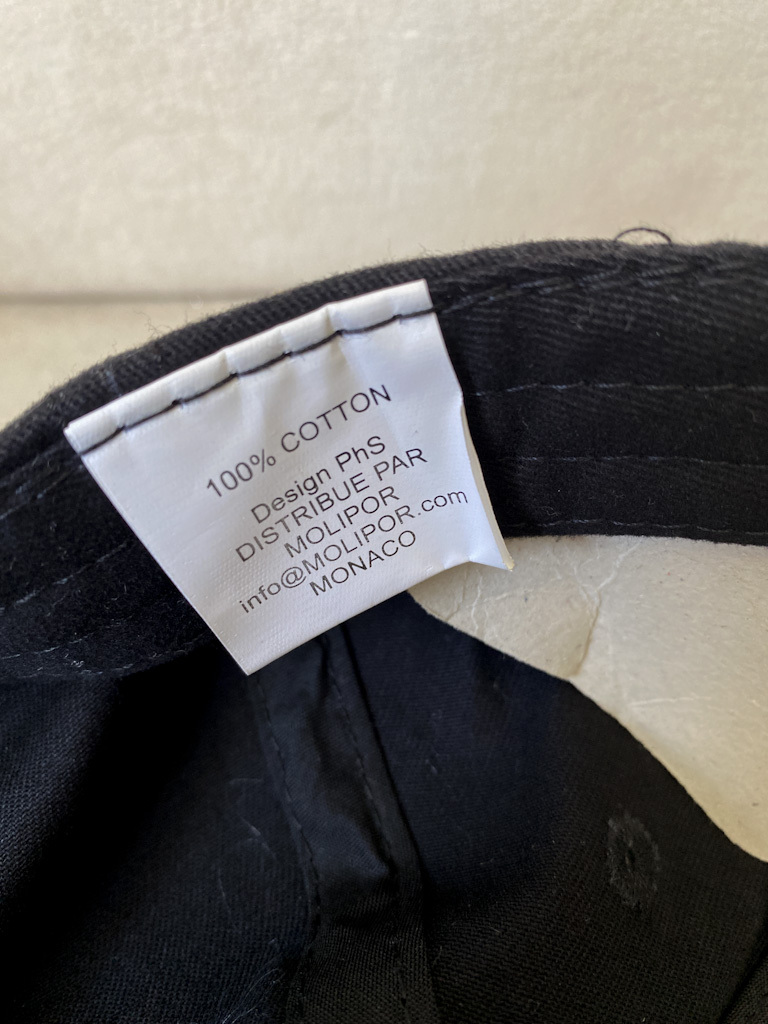 100% COTTON
Design PhS
DISTRIBUE PAR
MOLIPOR
info@MOLIPOR.com
MONACO